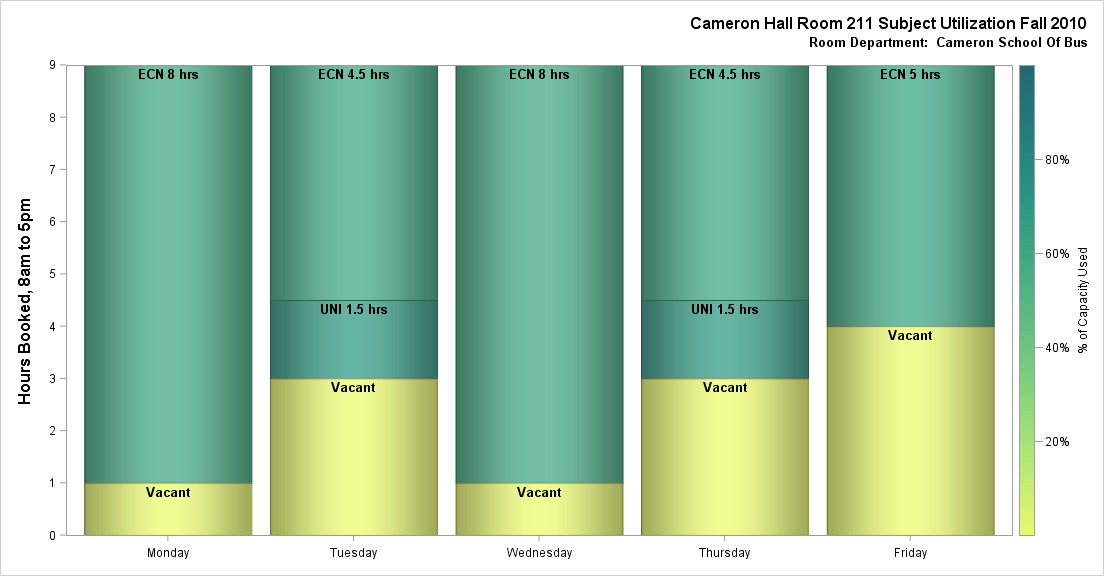 Cameron Hall Room 211 Subject Utilization Fall 2010
Room Department:  Cameron School Of Bus
Hours Booked, 8am to 5pm
9
8
7
6
5
4
3
2
1
0
ECN 8 hrs
Vacant
ECN 4.5 hrs
UNI 1.5 hrs
Vacant
ECN 8 hrs
Vacant
ECN 4.5 hrs
UNI 1.5 hrs
Vacant
ECN 5 hrs
Vacant
Monday
Tuesday
Wednesday
Thursday
Friday
80%
60%
40%
20%
% of Capacity Used